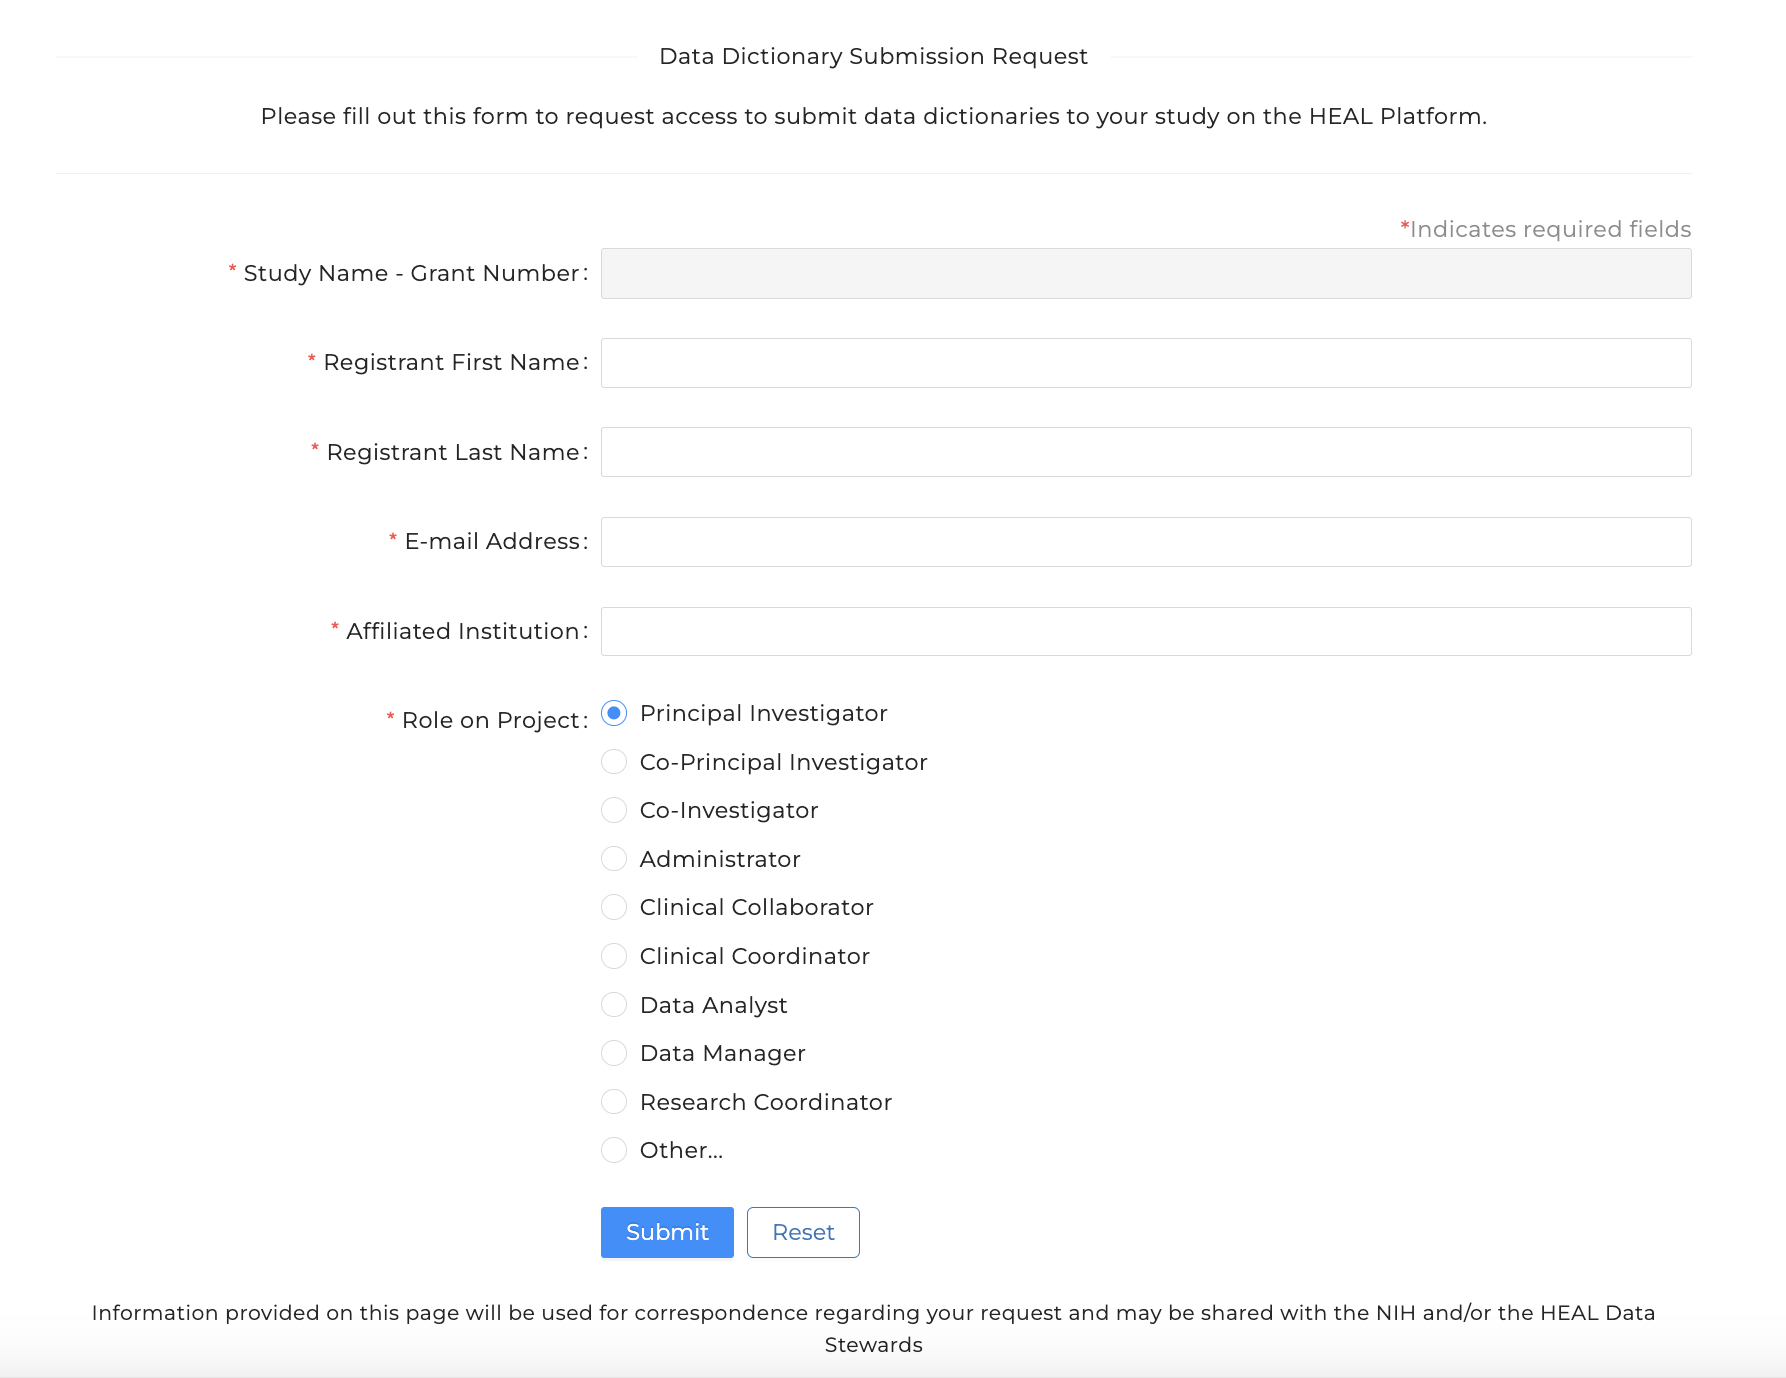 Data Dictionary Submission Request
Please fill out this form to request access to submit data dictionaries to your study on the HEAL Platform.
*Indicates required fields
* Study Name - Grant Number:
* Registrant First Name:
* Registrant Last Name:
* E-mail Address:
* Affiliated Institution:
* Role on Project:
Principal Investigator
Co-Principal Investigator
Co-Investigator
Administrator
Clinical Collaborator
Clinical Coordinator
Data Analyst
Data Manager
Research Coordinator
Other...
Submit Reset
Information provided on this page will be used for correspondence regarding your request and may be shared with the NIH and/or the HEAL Data
Stewards